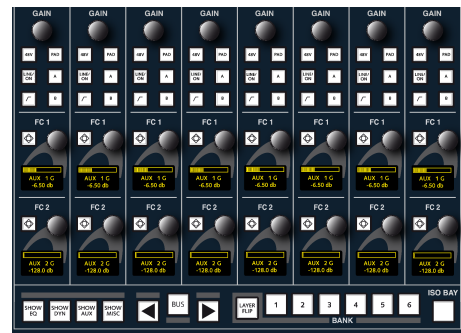 GAIN GAIN GAIN GAIN GAIN GAIN GAIN GAIN
48V PAD 48V PAD 48V PAD 48V PAD 48V PAD 48V PAD 48V PAD 48V PAD
LINE/ON A LINE/ON A LINE/ON A LINE/ON A LINE/ON A LINE/ON A LINE/ON A LINE/ON A
B B B B B B B B
FC 1 FC 1 FC 1 FC 1 FC 1 FC 1 FC 1 FC 1
AUX 1 G AUX 1 G AUX 1 G AUX 1 G AUX 1 G AUX 1 G AUX 1 G AUX 1 G
-6.50 db -6.50 db -6.50 db -6.50 db -6.50 db -6.50 db -6.50 db -6.50 db
FC 2 FC 2 FC 2 FC 2 FC 2 FC 2 FC 2 FC 2
AUX 2 G AUX 2 G AUX 2 G AUX 2 G AUX 2 G AUX 2 G AUX 2 G AUX 2 G
-128.0 db -128.0 db -128.0 db -128.0 db -128.0 db -128.0 db -128.0 db -128.0 db
ISO BAY
SHOW EQ SHOW DYN SHOW AUX SHOW MISC BUS LAYER FLIP 1 2 3 4 5 6
BANK